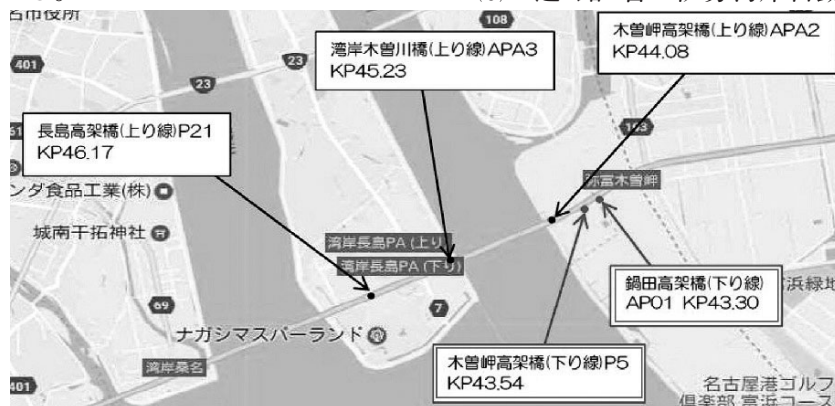 名市役所
108
木曽岬高架橋(上り線)APA2
KP44.08
湾岸木曽川橋(上り線)APA3
KP45.23
401
23
23
長島高架橋(上り線)P21
KP46.17
103
弥富木曽岬
ンダ食品工業(株)
城南干拓神社
湾岸長島PA (上り)
湾岸長島PA (下り)
鍋田高架橋(下り線)
AP01 KP43.30
浜緑地
69
7
ナガシマスパーランド
湾岸桑名
木曽岬高架橋(下り線)P5
KP43.54
401
名古屋港ゴルフ
倶楽部 富浜コース